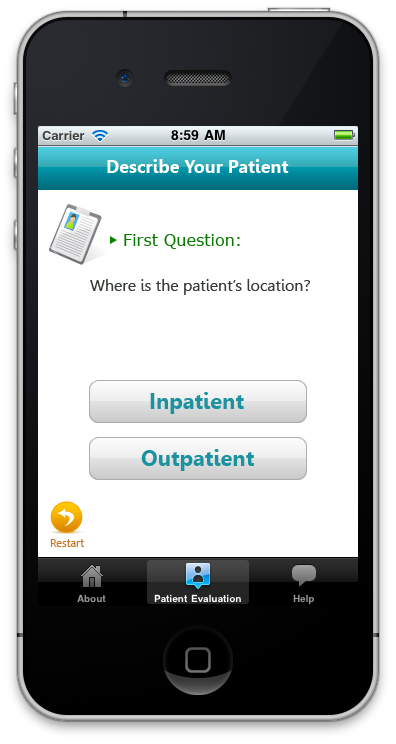 Carrier 8:59 AM
Describe Your Patient
First Question:
Where is the patient's location?
Inpatient
Outpatient
Restart
About Patient Evaluation Help